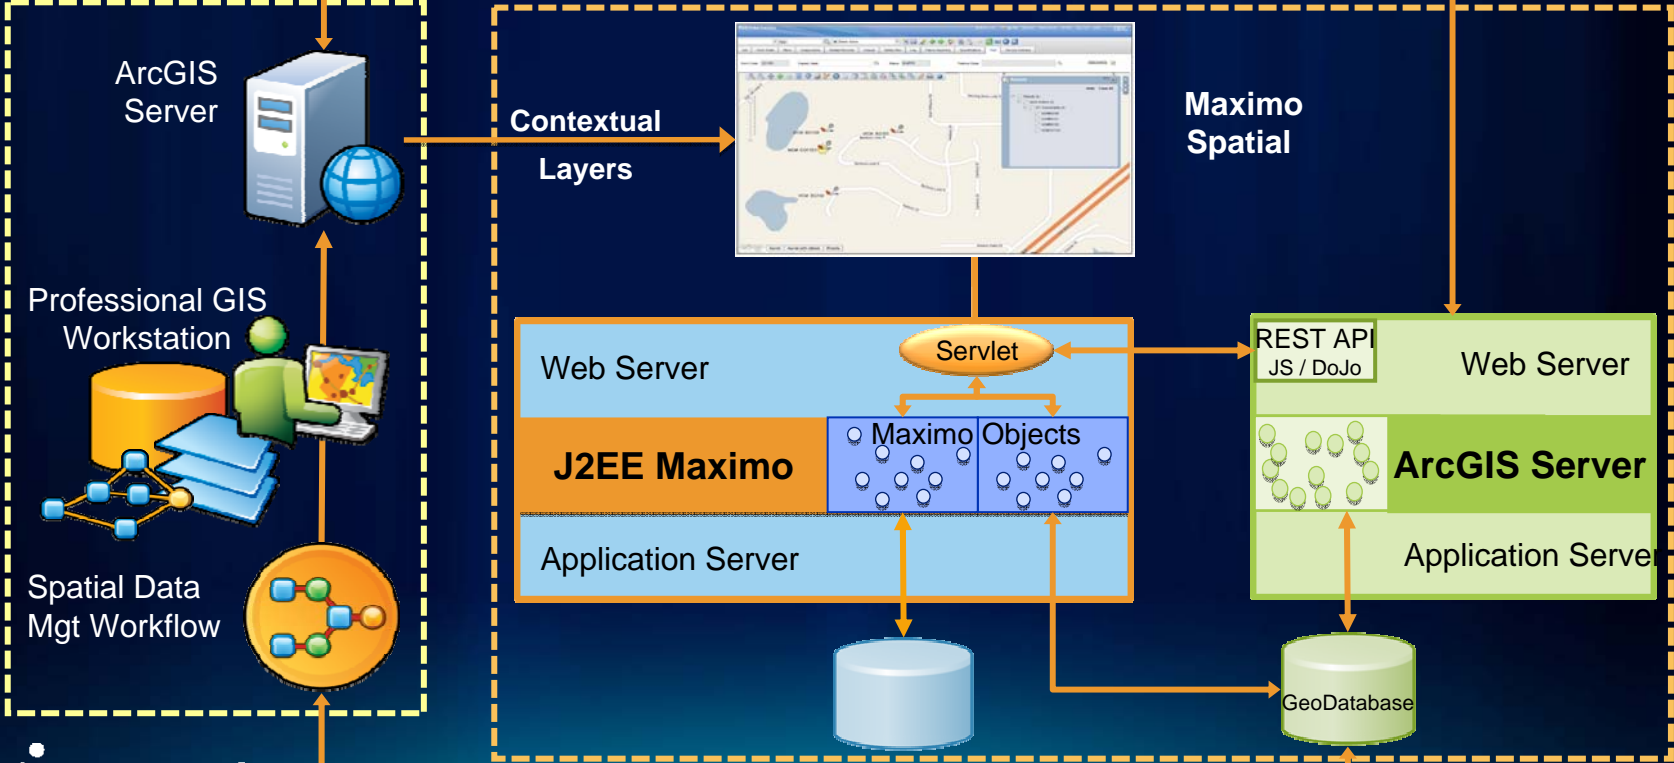 ArcGIS
Server
Contextual
Layers
Maximo
Spatial
Professional GIS
Workstation
Web Server
Servlet
REST API
JS / DoJo
Web Server
Maximo Objects
J2EE Maximo
ArcGIS Server
Application Server
Application Server
Spatial Data
Mgt Workflow
GeoDatabase